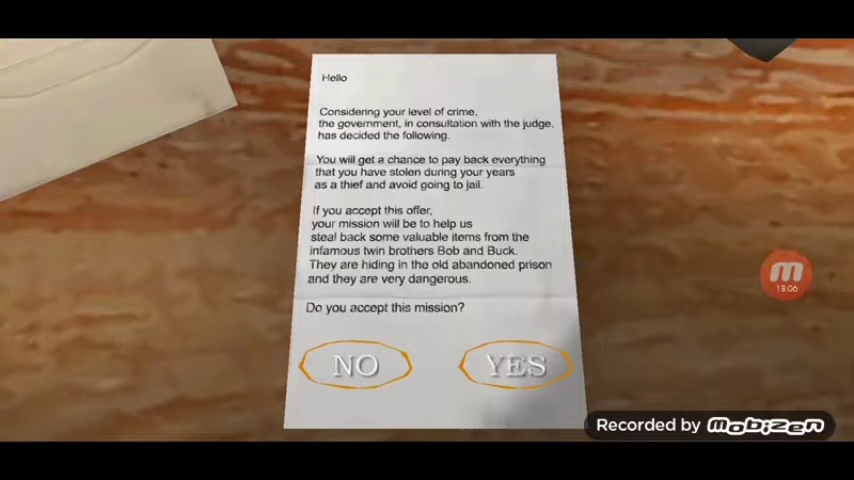 Hello
Considering your level of crime,
the government, in consultation with the judge,
has decided the following.
You will get a chance to pay back everything
that you have stolen during your years
as a thief and avoid going to jail.
If you accept this offer,
your mission will be to help us
steal back some valuable items from the
infamous twin brothers Bob and Buck.
They are hiding in the old abandoned prison
and they are very dangerous.
Do you accept this mission?
NO YES
18:06
Recorded by mobizen